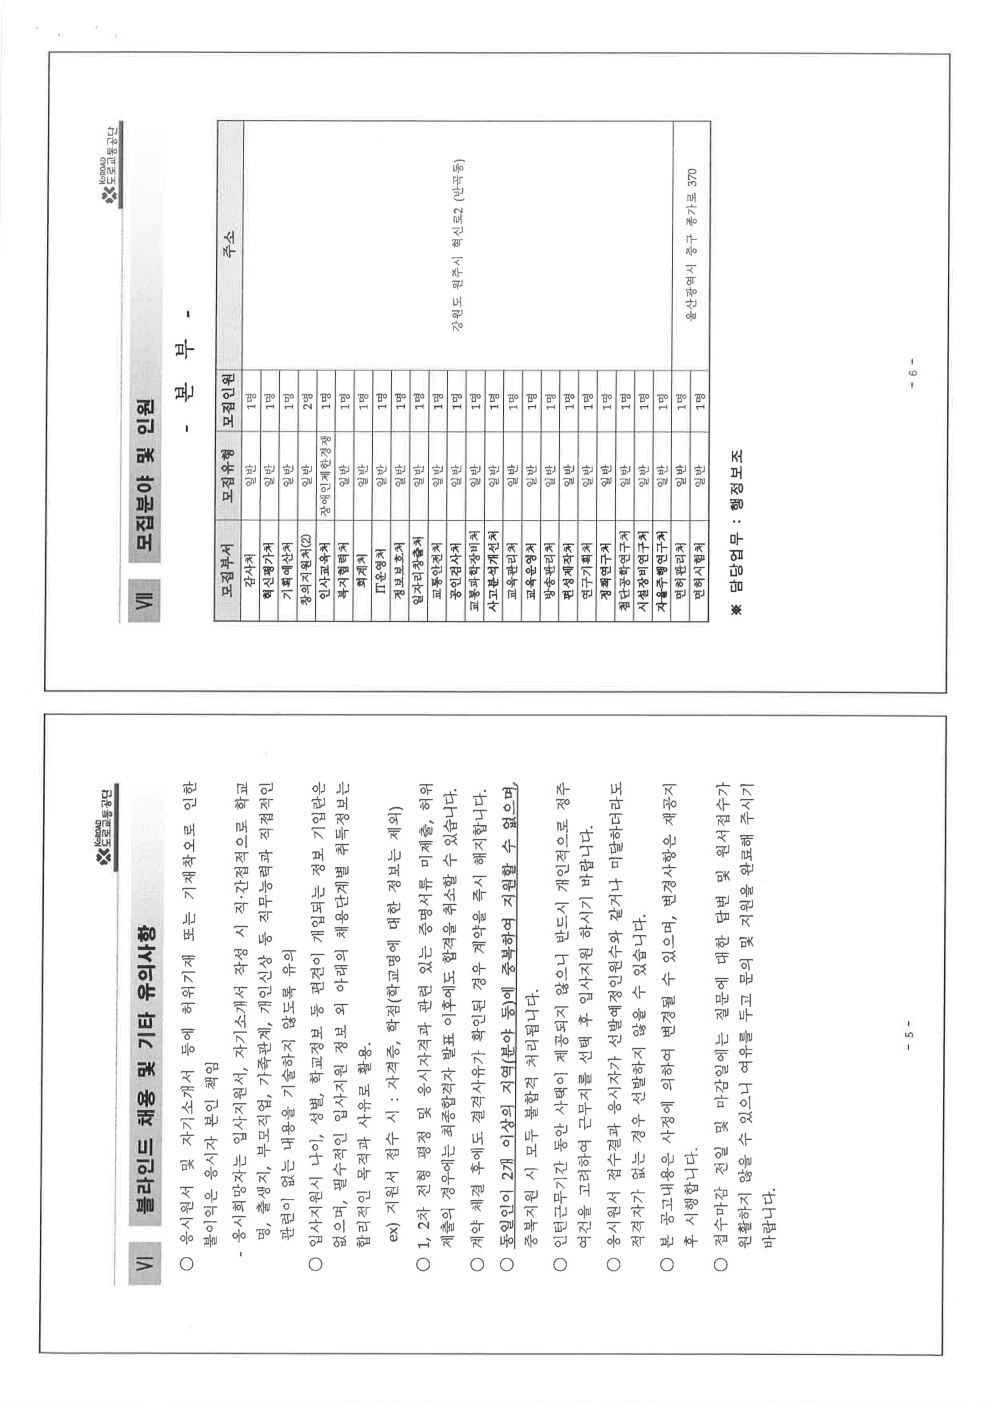 KoROAD
도로교통공단
VI 블라인드 채용 및 기타 유의사항
○ 응시원서 및 자기소개서 등에 허위기재 또는 기재착오로 인한
불이익은 응시자 본인 책임
- 응시희망자는 입사지원서, 자기소개서 작성 시 직·간접적으로 학교
명, 출생지, 부모직업, 가족관계, 개인신상 등 직무능력과 직접적인
관련이 없는 내용을 기술하지 않도록 유의
○ 입사지원시 나이, 성별, 학교정보 등 편견이 개입되는 정보 기입란은
없으며, 필수적인 입사지원 정보 외 아래의 채용단계별 취득정보는
합리적인 목적과 사유로 활용.
ex) 지원서 접수 시 : 자격증, 학점(학교명에 대한 정보는 제외)
○ 1, 2차 전형 평정 및 응시자격과 관련 있는 증명서류 미제출, 허위
제출의 경우에는 최종합격자 발표 이후에도 합격을 취소할 수 있습니다.
○ 계약 체결 후에도 결격사유가 확인된 경우 계약을 즉시 해지합니다.
○ 동일인이 2개 이상의 지역(분야 등)에 중복하여 지원할 수 없으며,
중복지원 시 모두 불합격 처리됩니다.
○ 인턴근무기간 동안 사택이 제공되지 않으니 반드시 개인적으로 정주
여건을 고려하여 근무지를 선택 후 입사지원 하시기 바랍니다.
○ 응시원서 접수결과 응시자가 선발예정인원수와 같거나 미달하더라도
적격자가 없는 경우 선발하지 않을 수 있습니다.
○ 본 공고내용은 사정에 의하여 변경될 수 있으며, 변경사항은 재공지
후 시행합니다.
○ 접수마감 전일 및 마감일에는 질문에 대한 답변 및 원서접수가
원활하지 않을 수 있으니 여유를 두고 문의 및 지원을 완료해 주시기
바랍니다.
- 5 -
KoROAD
도로교통공단
VII 모집분야 및 인원
- 본 부 -
모집부서 모집유형 모집인원 주소
감사처 일반 1명
혁신평가처 일반 1명
기획예산처 일반 1명
창의지원처(2) 일반 2명
인사교육처 장애인제한경쟁 1명
복지협력처 일반 1명
회계처 일반 1명
IT운영처 일반 1명
정보보호처 일반 1명
일자리창출처 일반 1명
교통안전처 일반 1명
공인검사처 일반 1명 강원도 원주시 혁신로2 (반곡동)
교통과학장비처 일반 1명
사고분석개선처 일반 1명
교육관리처 일반 1명
교육운영처 일반 1명
방송관리처 일반 1명
편성제작처 일반 1명
연구기획처 일반 1명
정책연구처 일반 1명
첨단공학연구처 일반 1명
시설장비연구처 일반 1명
자율주행연구처 일반 1명
면허관리처 일반 1명 울산광역시 중구 종가로 370
면허시험처 일반 1명
※ 담당업무 : 행정보조
- 6 -